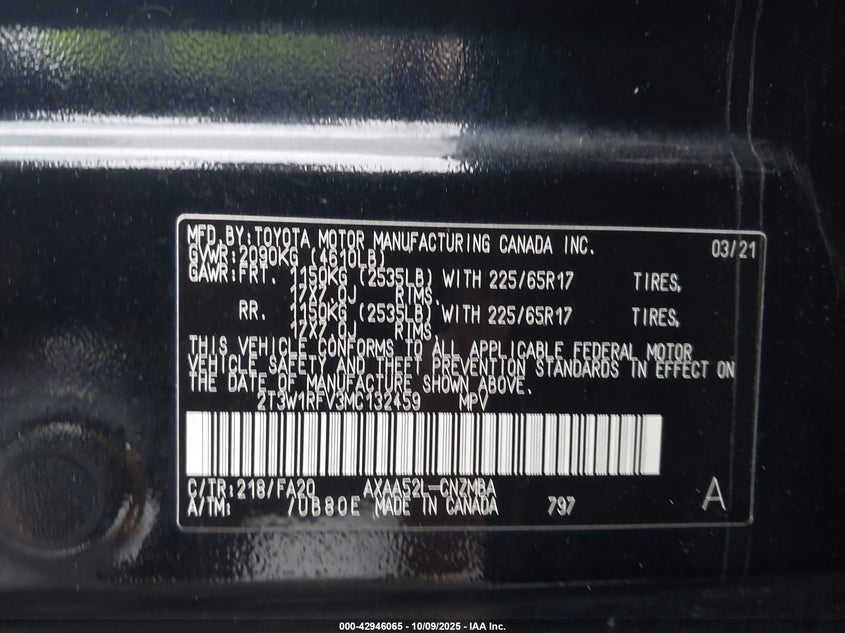 MFD.BY:TOYOTA MOTOR MANUFACTURING CANADA INC. 03/21
GVWR:2090KG (4610LB)
GAWR:FRT. 1150KG (2535LB) WITH 225/65R17 TIRES,
17X7.0J RIMS,
RR. 1150KG (2535LB) WITH 225/65R17 TIRES,
17X7.0J RIMS
THIS VEHICLE CONFORMS TO ALL APPLICABLE FEDERAL MOTOR
VEHICLE SAFETY AND THEFT PREVENTION STANDARDS IN EFFECT ON
THE DATE OF MANUFACTURE SHOWN ABOVE.
2T3W1RFV3MC132459 MPV
C/TR:218/FA20 AXAA52L-CNZMBA
A/TM: /UB80E MADE IN CANADA 797 A
000-42946065 - 10/09/2025 - IAA Inc.